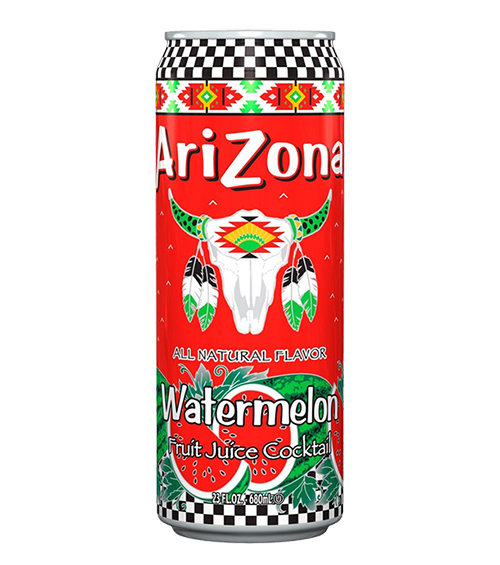 AriZona
ALL NATURAL FLAVOR
Watermelon
Fruit Juice Cocktail
23 FL OZ • 680mL